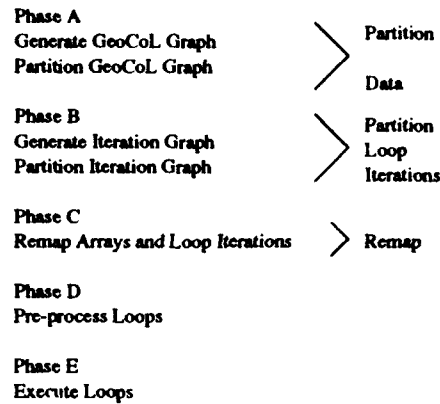 Phase A
Generate GeoCoL Graph
Partition GeoCoL Graph
Partition
Data
Phase B
Generate Iteration Graph
Partition Iteration Graph
Partition
Loop
Iterations
Phase C
Remap Arrays and Loop Iterations
Remap
Phase D
Pre-process Loops
Phase E
Execute Loops